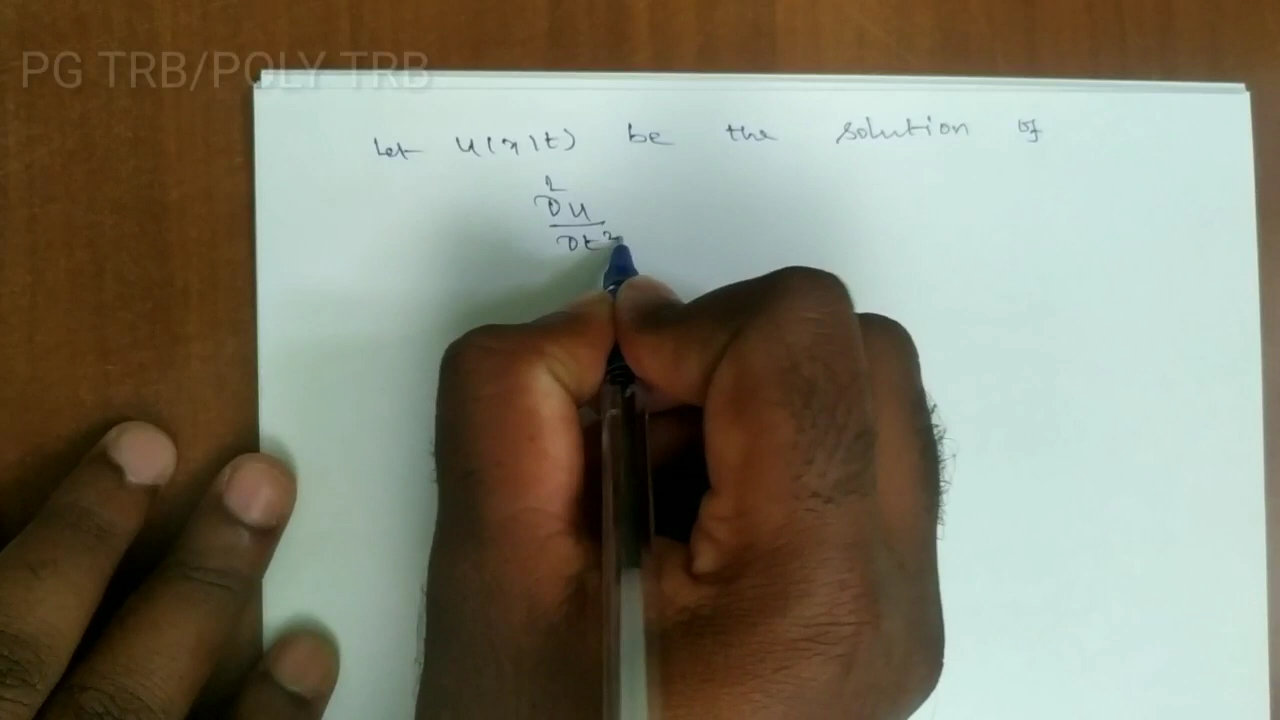 PG TRB/POLY TRB
Let u(x,t) be the solution of
∂²u
∂t²